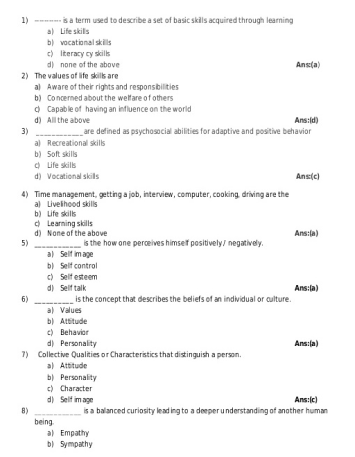 1) ----------- is a term used to describe a set of basic skills acquired through learning
a) Life skills
b) vocational skills
c) literacy cy skills
d) none of the above Ans:(a)
2) The values of life skills are
a) Aware of their rights and responsibilities
b) Concerned about the welfare of others
c) Capable of having an influence on the world
d) All the above Ans:(d)
3) ____________are defined as psychosocial abilities for adaptive and positive behavior
a) Recreational skills
b) Soft skills
c) Life skills
d) Vocational skills Ans:(c)
4) Time management, getting a job, interview, computer, cooking, driving are the
a) Livelihood skills
b) Life skills
c) Learning skills
d) None of the above Ans:(a)
5) ____________ is the how one perceives himself positively / negatively.
a) Self image
b) Self control
c) Self esteem
d) Self talk Ans:(a)
6) __________ is the concept that describes the beliefs of an individual or culture.
a) Values
b) Attitude
c) Behavior
d) Personality Ans:(a)
7) Collective Qualities or Characteristics that distinguish a person.
a) Attitude
b) Personality
c) Character
d) Self image Ans:(c)
8) ____________ is a balanced curiosity leading to a deeper understanding of another human
being.
a) Empathy
b) Sympathy